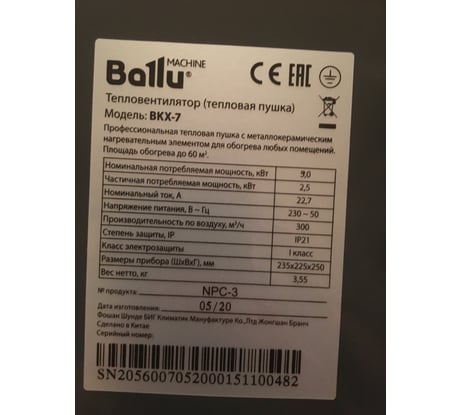 MACHINE
Ballu®
CE EAC
Тепловентилятор (тепловая пушка)
Модель: BKX-7
Профессиональная тепловая пушка с металлокерамическим
нагревательным элементом для обогрева любых помещений.
Площадь обогрева до 60 м².
Номинальная потребляемая мощность, кВт 5,0
Частичная потребляемая мощность, кВт 2,5
Номинальный ток, А 22,7
Напряжение питания, В ~ Гц 230 ~ 50
Производительность по воздуху, м³/ч 300
Степень защиты, IP IP21
Класс электрозащиты I класс
Размеры прибора (ШхВхГ), мм 235x225x250
Вес нетто, кг 3,55
№ продукта: NPC-3
Дата изготовления: 05/20
Фошан Шунде БИГ Климатик Мануфактуре Ко.,Лтд Жонгшан Бранч
Сделано в Китае
Серийный номер:
SN2056007052000151100482